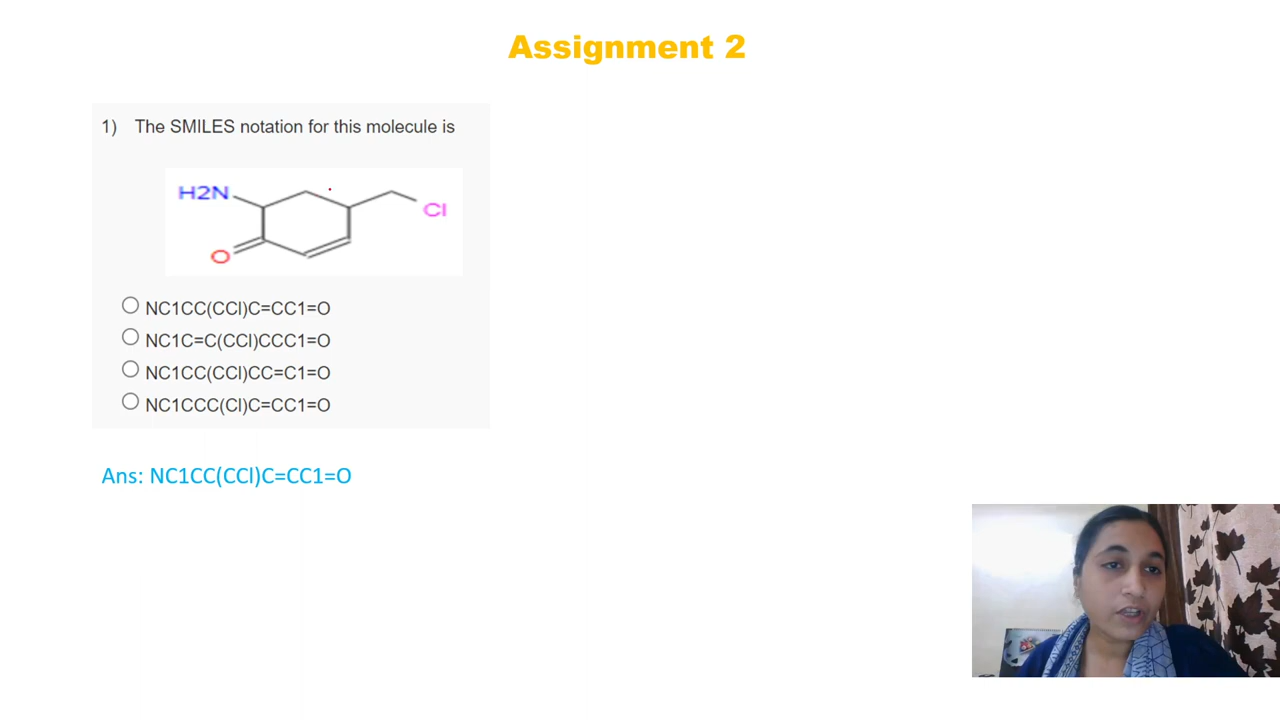 Assignment 2
1) The SMILES notation for this molecule is
H2N
Cl
O
NC1CC(CCl)C=CC1=O
NC1C=C(CCl)CCC1=O
NC1CC(CCl)CC=C1=O
NC1CCC(Cl)C=CC1=O
Ans: NC1CC(CCl)C=CC1=O